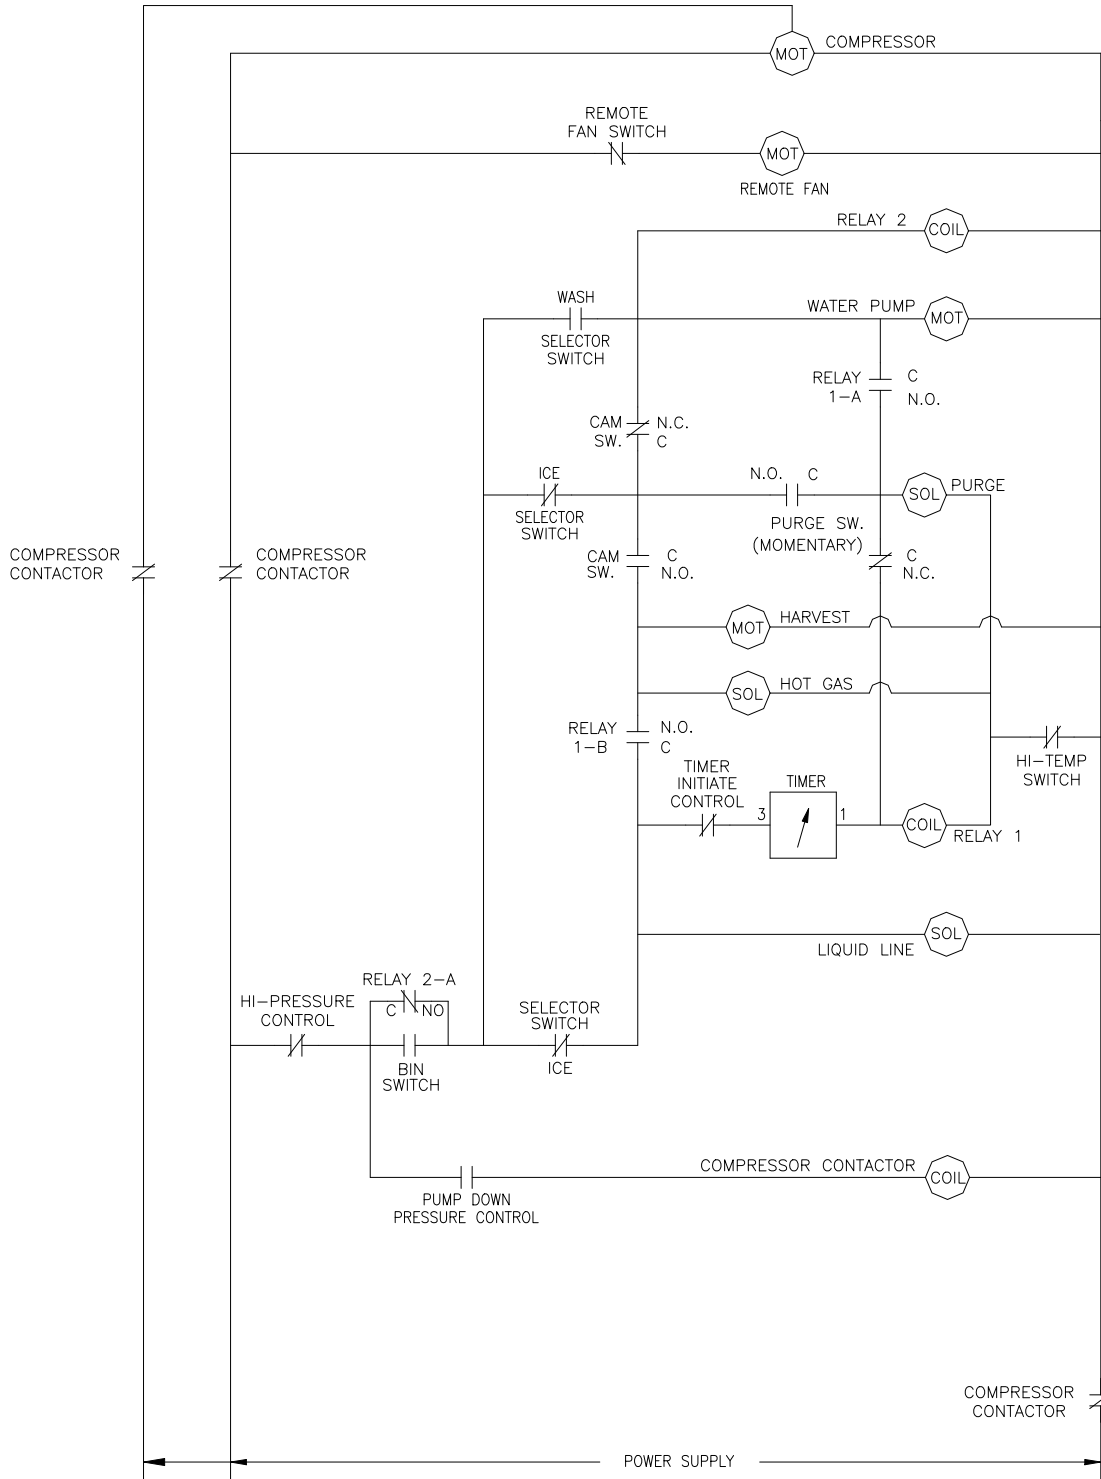 MOT
COMPRESSOR
REMOTE
FAN SWITCH
MOT
REMOTE FAN
RELAY 2
COIL
WASH
SELECTOR
SWITCH
WATER PUMP
MOT
RELAY
1-A
C
N.O.
CAM
SW.
N.C.
C
ICE
SELECTOR
SWITCH
N.O.
C
PURGE SW.
(MOMENTARY)
SOL
PURGE
COMPRESSOR
CONTACTOR
COMPRESSOR
CONTACTOR
CAM
SW.
C
N.O.
C
N.C.
MOT
HARVEST
SOL
HOT GAS
RELAY
1-B
N.O.
C
HI-TEMP
SWITCH
TIMER
INITIATE
CONTROL
TIMER
3
1
COIL
RELAY 1
LIQUID LINE
SOL
RELAY 2-A
C
NO
HI-PRESSURE
CONTROL
BIN
SWITCH
SELECTOR
SWITCH
ICE
PUMP DOWN
PRESSURE CONTROL
COMPRESSOR CONTACTOR
COIL
COMPRESSOR
CONTACTOR
POWER SUPPLY